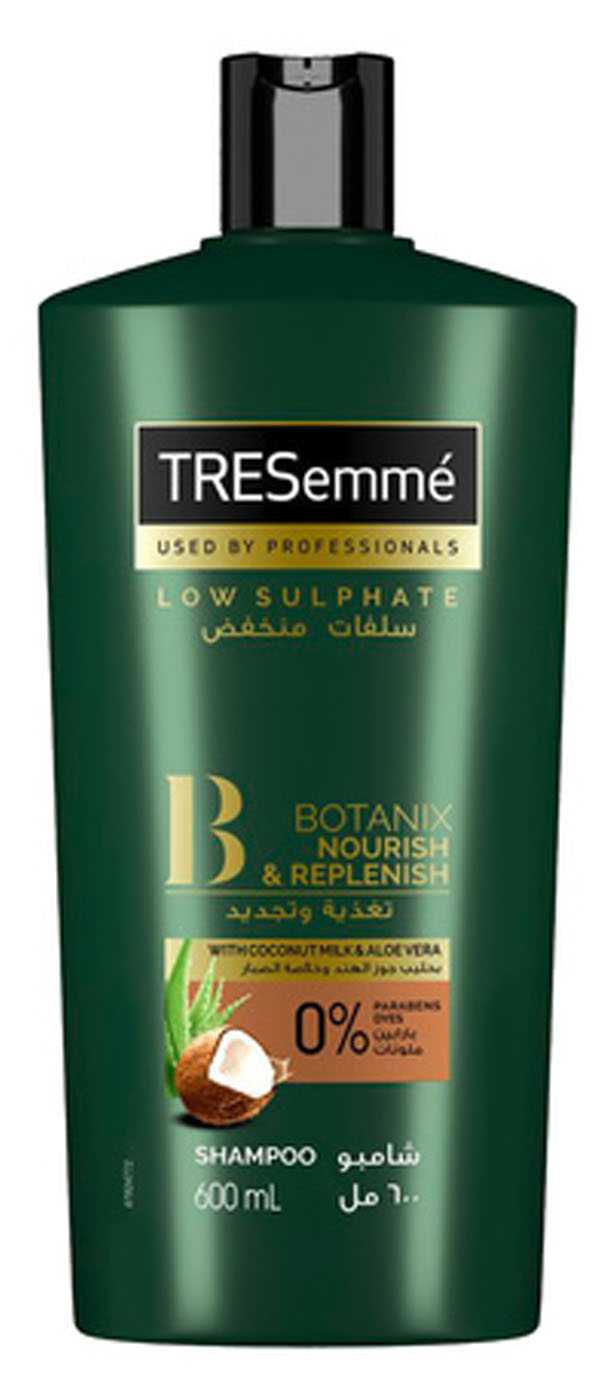 TRESemmé
USED BY PROFESSIONALS
LOW SULPHATE
سلفات منخفض
B BOTANIX
NOURISH
& REPLENISH
تغذية وتجديد
WITH COCONUT MILK & ALOE VERA
بحليب جوز الهند وخلاصة الصبار
0% PARABENS
DYES
بارابين
ملونات
SHAMPOO شامبو
600 mL ٦٠٠ مل